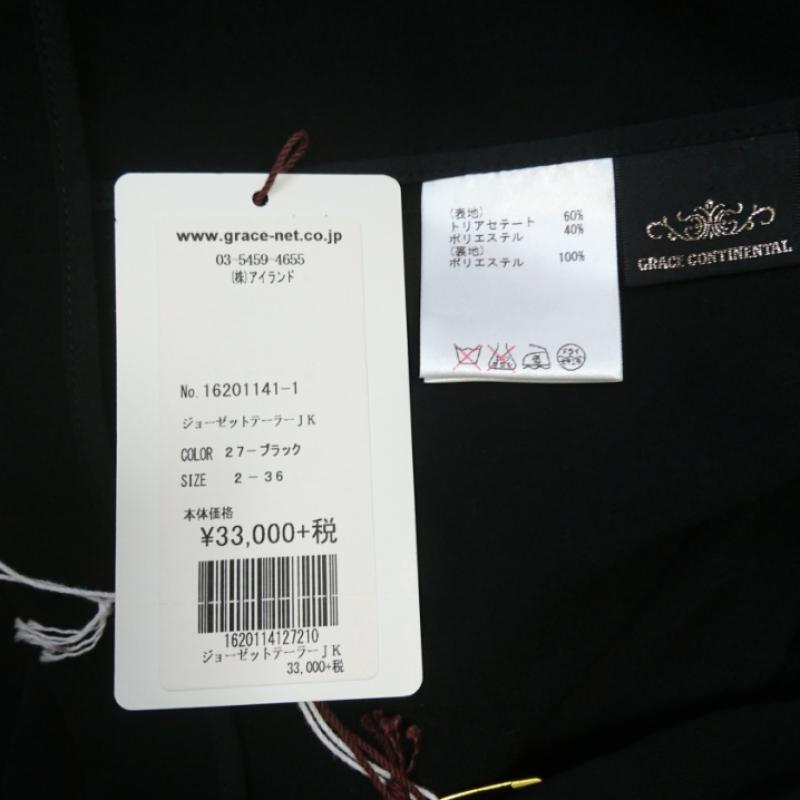 www.grace-net.co.jp
03-5459-4655
(株)アイランド
No.16201141-1
ジョーゼットテーラーJK
COLOR 27-ブラック
SIZE 2-36
本体価格
¥33,000+税
1620114127210
ジョーゼットテーラーJK
33,000+税
(表地)
トリアセテート 60%
ポリエステル 40%
(裏地)
ポリエステル 100%
ドライ
GRACE CONTINENTAL